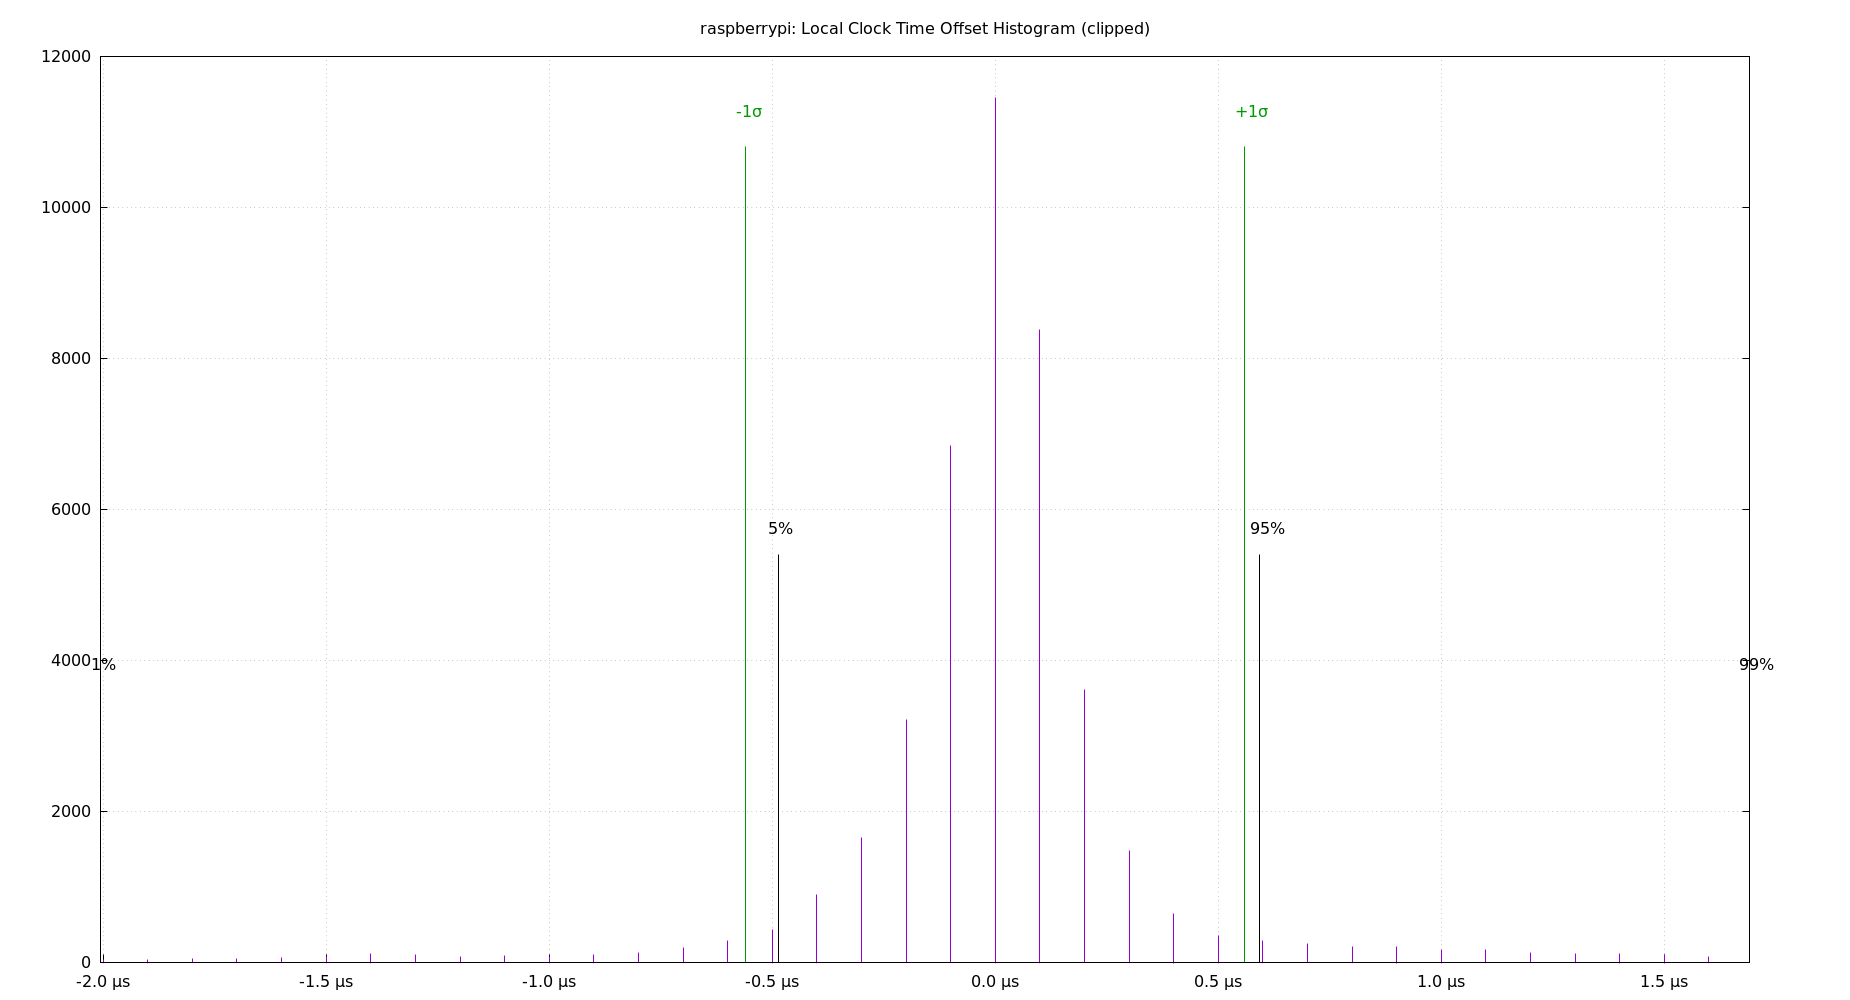 raspberrypi: Local Clock Time Offset Histogram (clipped)
12000
-1σ
+1σ
10000
8000
6000
5%
95%
4000
1%
99%
2000
0
-2.0 µs
-1.5 µs
-1.0 µs
-0.5 µs
0.0 µs
0.5 µs
1.0 µs
1.5 µs